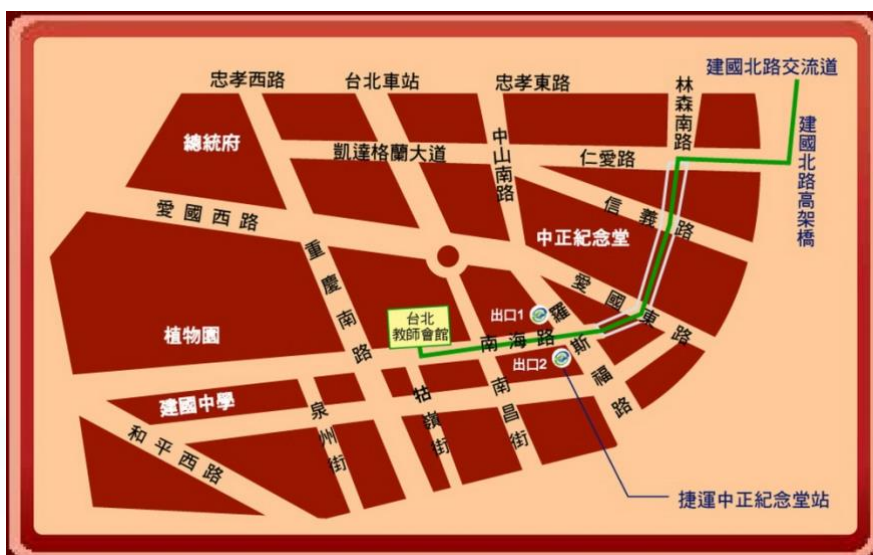 建國北路交流道
忠孝西路
台北車站
忠孝東路
林森南路
建國北路高架橋
總統府
凱達格蘭大道
中山南路
仁愛路
愛國西路
信義路
中正紀念堂
重慶南路
愛國東路
植物園
台北
教師會館
出口1
羅斯福路
南海路
出口2
建國中學
泉州街
牯嶺街
南昌街
和平西路
捷運中正紀念堂站